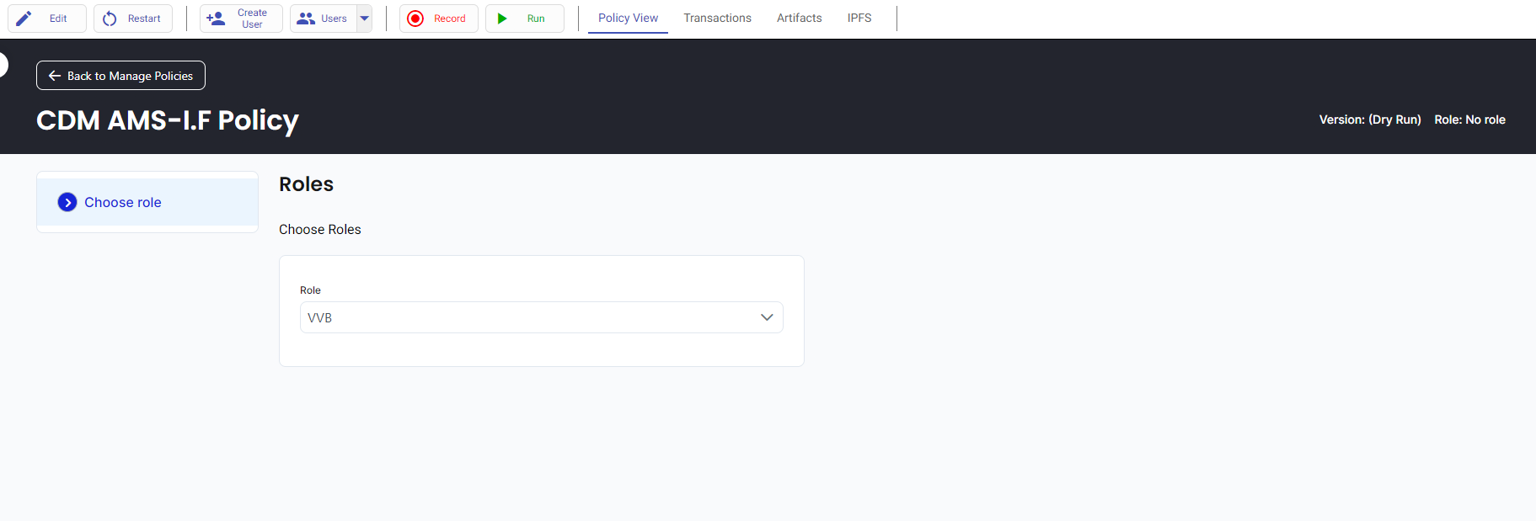 Edit
Restart
Create
User
Users
Record
Run
Policy View
Transactions
Artifacts
IPFS
Back to Manage Policies
CDM AMS-I.F Policy
Version: (Dry Run)
Role: No role
Choose role
Roles
Choose Roles
Role
VVB